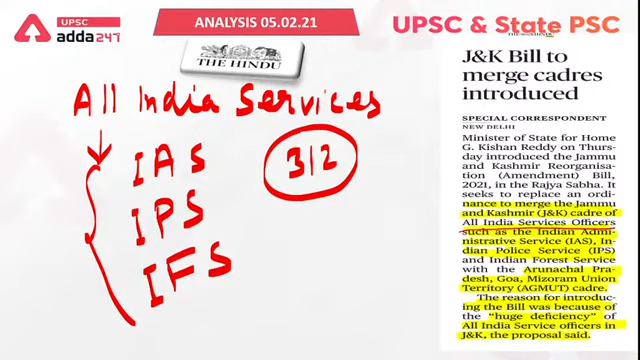 UPSC
adda247
ANALYSIS 05.02.21
UPSC & State PSC
THE HINDU
All India Services
IAS
312
IPS
IFS
J&K Bill to
merge cadres
introduced
SPECIAL CORRESPONDENT
NEW DELHI
Minister of State for Home
G. Kishan Reddy on Thurs-
day introduced the Jammu
and Kashmir Reorganisa-
tion (Amendment) Bill,
2021, in the Rajya Sabha. It
seeks to replace an ordi-
nance to merge the Jammu
and Kashmir (J&K) cadre of
All India Services Officers
such as the Indian Admi-
nistrative Service (IAS), In-
dian Police Service (IPS)
and Indian Forest Service
with the Arunachal Pra-
desh, Goa, Mizoram Union
Territory (AGMUT) cadre.
The reason for introduc-
ing the Bill was because of
the "huge deficiency" of
All India Service officers in
J&K, the proposal said.